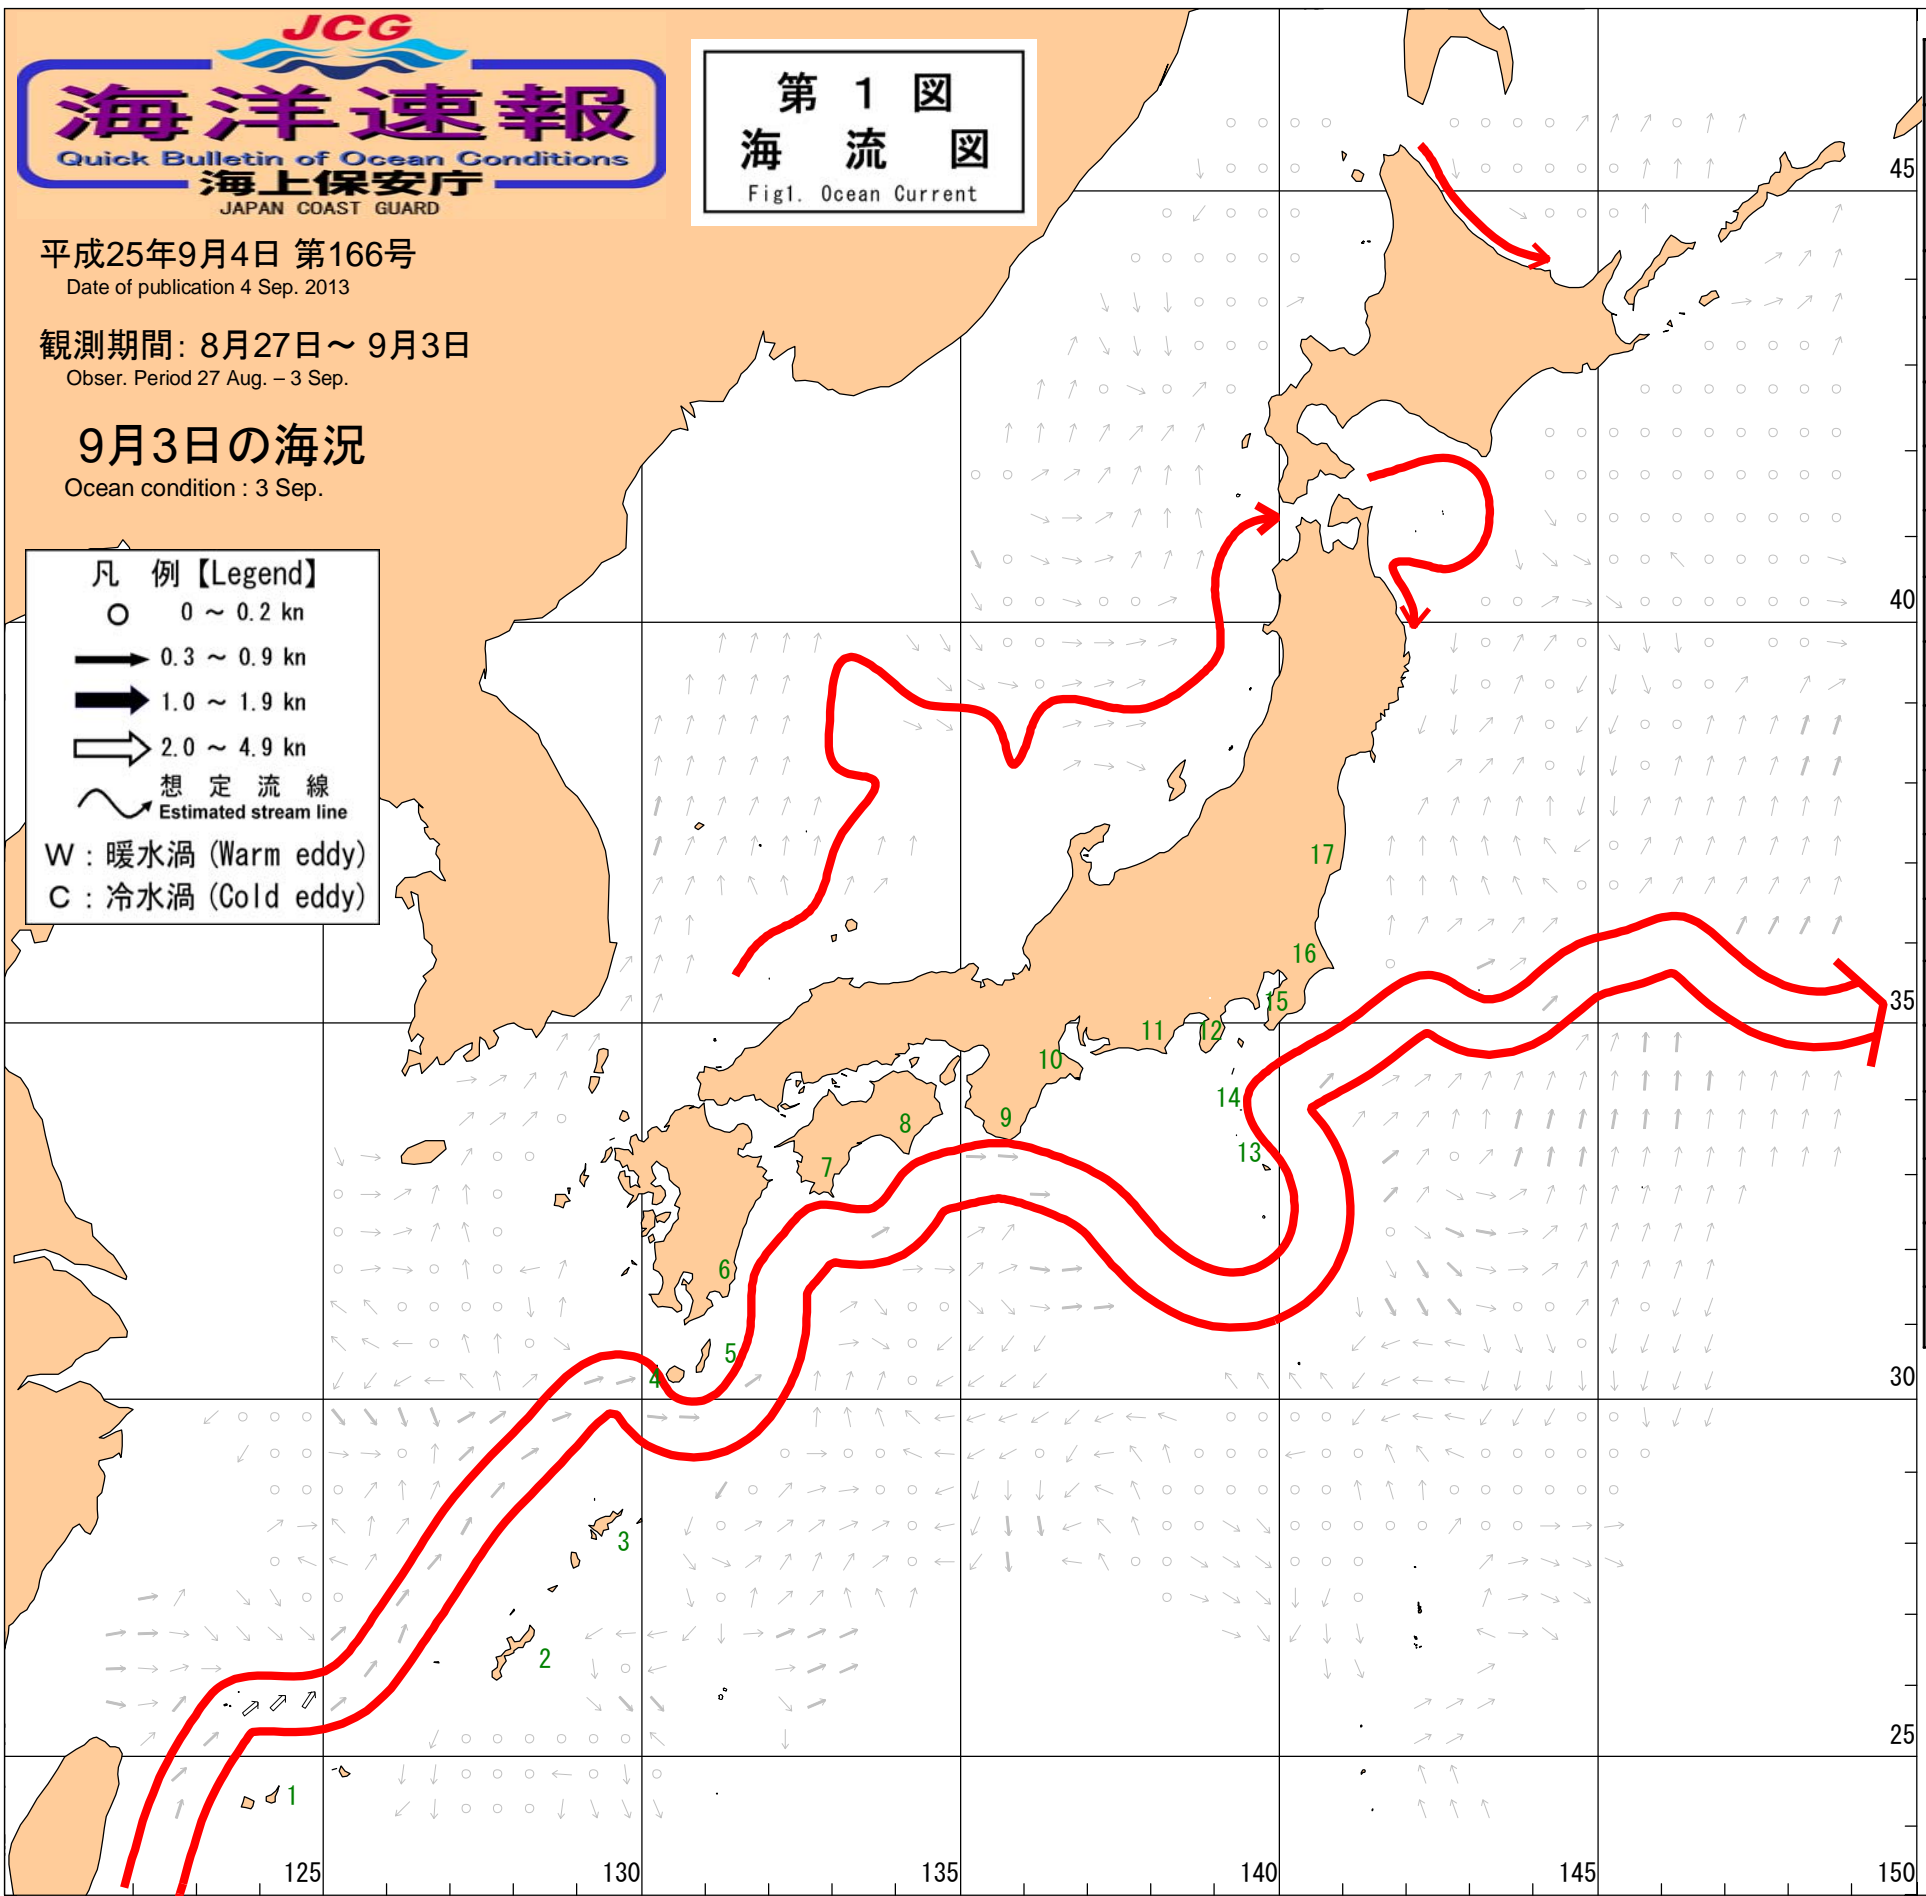 JCG
海洋速報
Quick Bulletin of Ocean Conditions
海上保安庁
JAPAN COAST GUARD
第 1 図
海 流 図
Fig1. Ocean Current
平成25年9月4日 第166号
Date of publication 4 Sep. 2013
観測期間: 8月27日～ 9月3日
Obser. Period 27 Aug. – 3 Sep.
9月3日の海況
Ocean condition : 3 Sep.
凡 例【Legend】
0 ～ 0.2 kn
0.3 ～ 0.9 kn
1.0 ～ 1.9 kn
2.0 ～ 4.9 kn
想 定 流 線
Estimated stream line
W : 暖水渦 (Warm eddy)
C : 冷水渦 (Cold eddy)
45
40
35
30
25
17
16
15
14
13
12
11
10
9
8
7
6
5
4
3
2
1
125
130
135
140
145
150